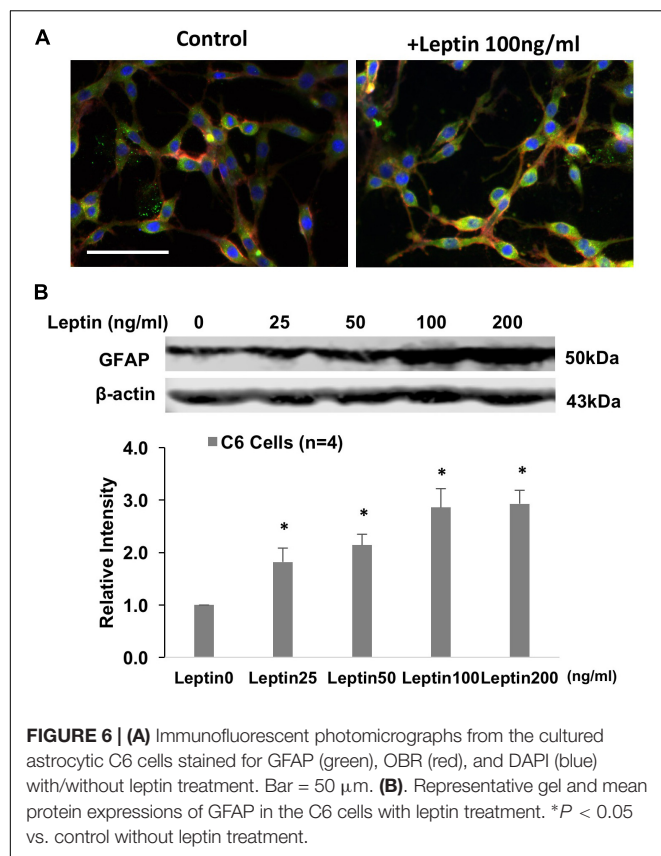 A
Control
+Leptin 100ng/ml
B
Leptin (ng/ml) 0 25 50 100 200
GFAP 50kDa
β-actin 43kDa
C6 Cells (n=4)
Relative Intensity
4.0
3.0
2.0
1.0
0.0
* * * *
Leptin0 Leptin25 Leptin50 Leptin100 Leptin200 (ng/ml)
FIGURE 6 | (A) Immunofluorescent photomicrographs from the cultured
astrocytic C6 cells stained for GFAP (green), OBR (red), and DAPI (blue)
with/without leptin treatment. Bar = 50 μm. (B). Representative gel and mean
protein expressions of GFAP in the C6 cells with leptin treatment. *P < 0.05
vs. control without leptin treatment.